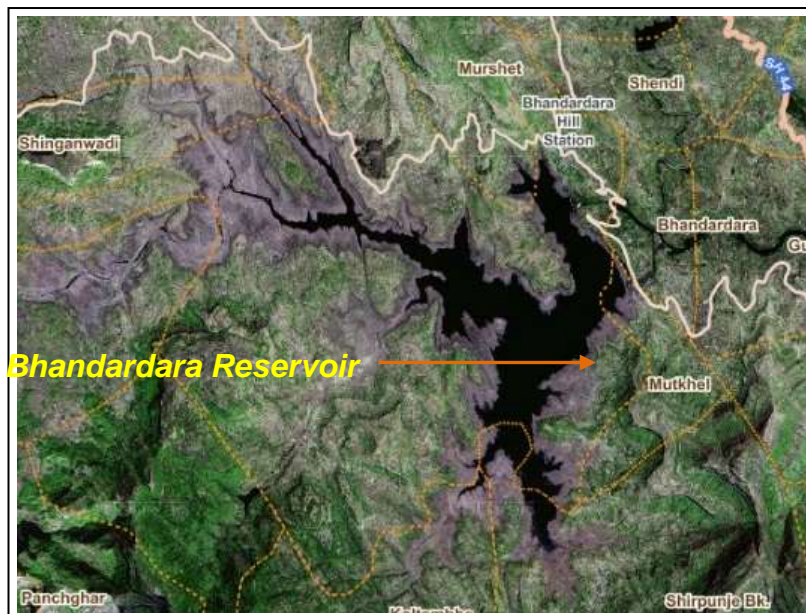 Murshet
Shendi
SH 44
Bhandardara
Hill
Station
Shinganwadi
Bhandardara
Bhandardara Reservoir
Mutkhel
Panchghar
Shirpunje Bk.